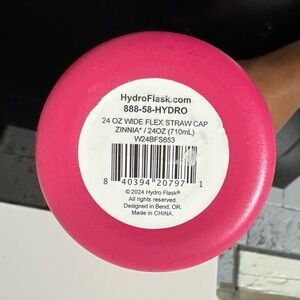 HydroFlask.com
888-58-HYDRO
24 OZ WIDE FLEX STRAW CAP
ZINNIA* / 24OZ (710mL)
W24BFS653
8 40394 20797 1
© 2024 Hydro Flask®
All rights reserved.
Designed in Bend, OR.
Made in CHINA.